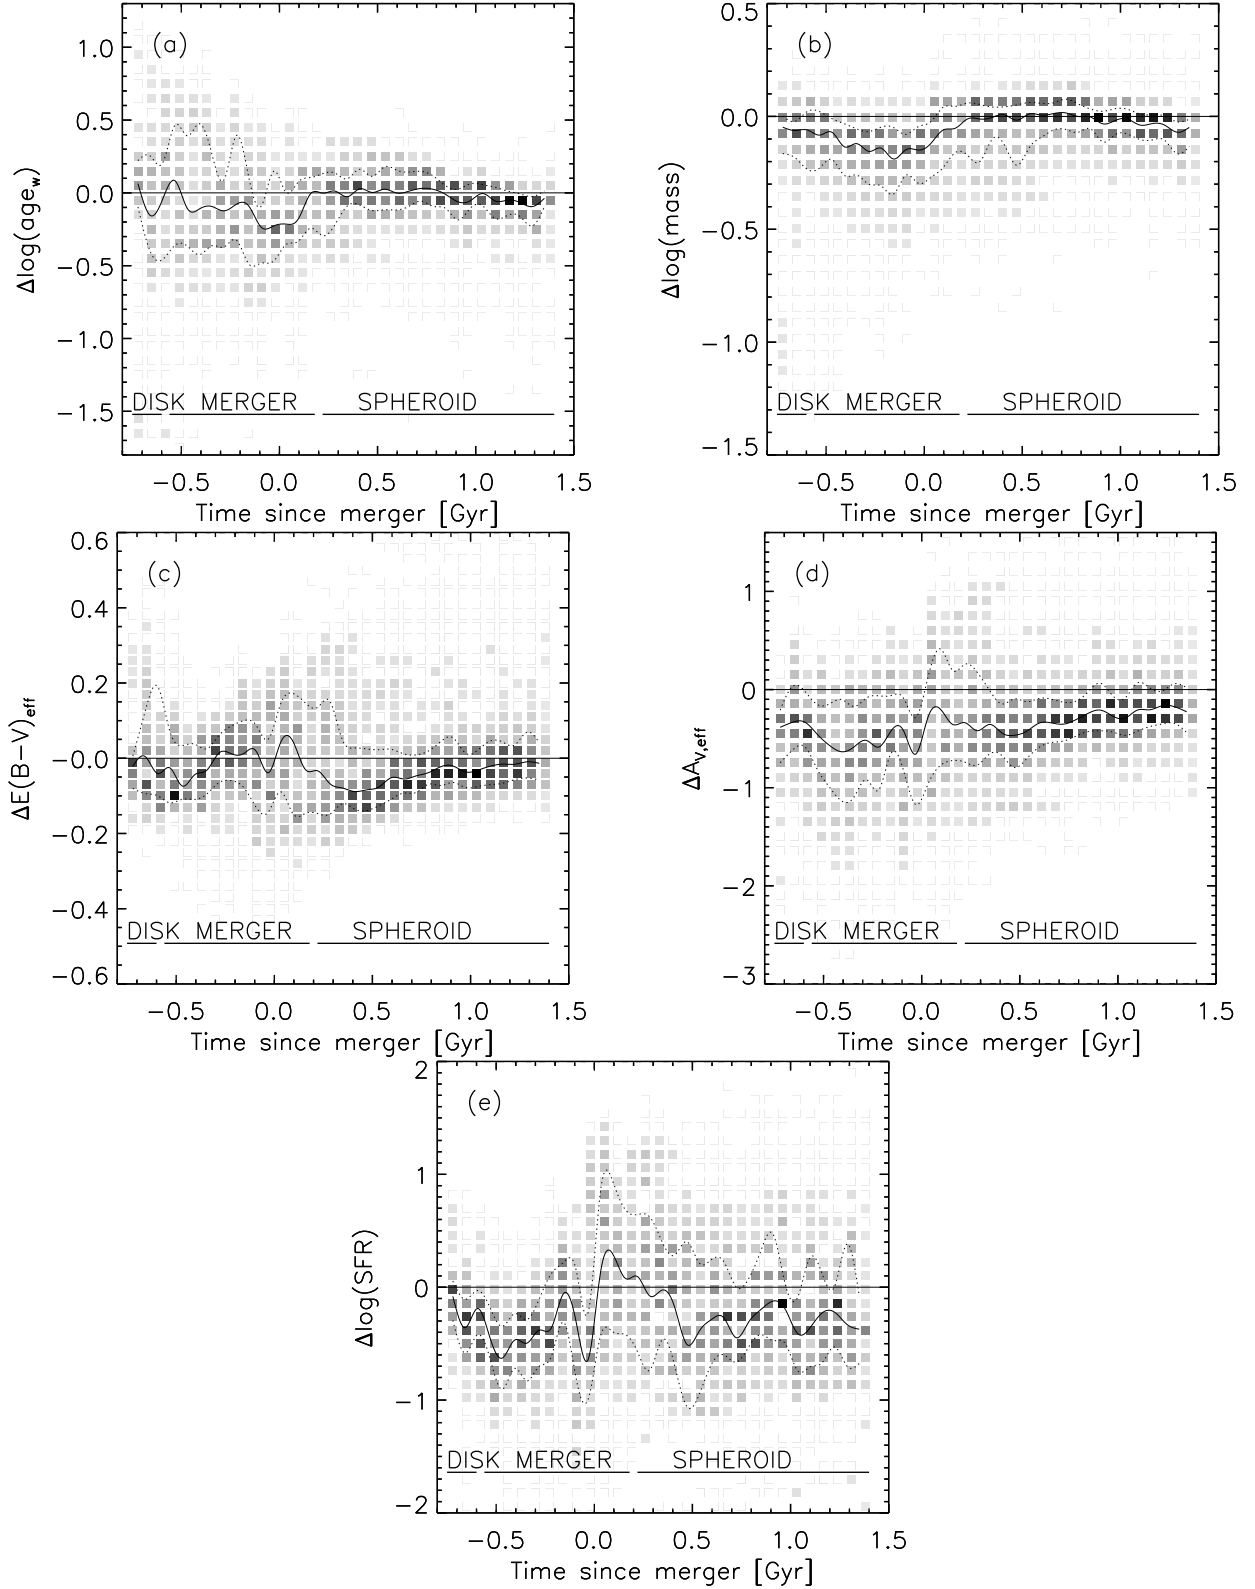 (a)
1.0
0.5
0.0
−0.5
−1.0
−1.5
Δlog(age_w)
DISK MERGER SPHEROID
−0.5 0.0 0.5 1.0 1.5
Time since merger [Gyr]
(b)
0.5
0.0
−0.5
−1.0
−1.5
Δlog(mass)
DISK MERGER SPHEROID
−0.5 0.0 0.5 1.0 1.5
Time since merger [Gyr]
(c)
0.6
0.4
0.2
−0.0
−0.2
−0.4
−0.6
ΔE(B−V)_eff
DISK MERGER SPHEROID
−0.5 0.0 0.5 1.0 1.5
Time since merger [Gyr]
(d)
1
0
−1
−2
−3
ΔA_V,eff
DISK MERGER SPHEROID
−0.5 0.0 0.5 1.0 1.5
Time since merger [Gyr]
(e)
2
1
0
−1
−2
Δlog(SFR)
DISK MERGER SPHEROID
−0.5 0.0 0.5 1.0 1.5
Time since merger [Gyr]